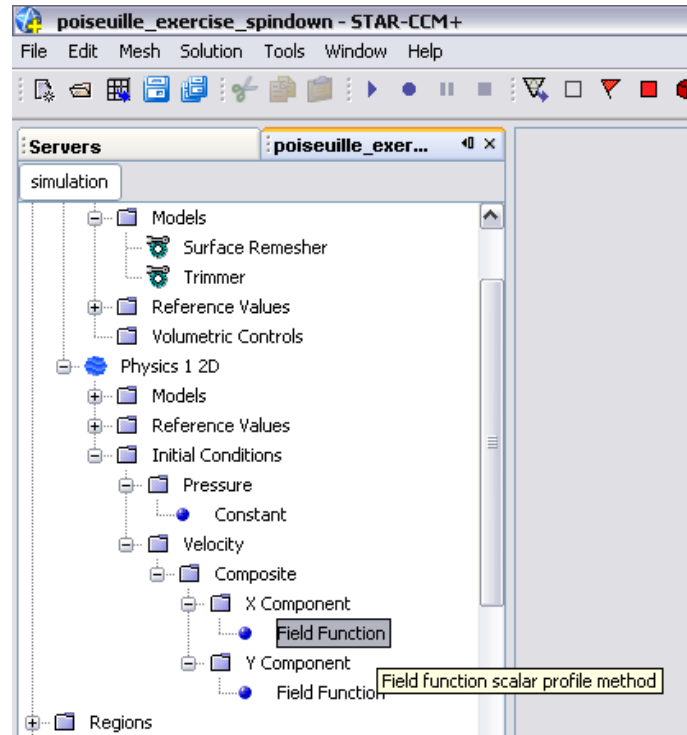 poiseuille_exercise_spindown - STAR-CCM+
File Edit Mesh Solution Tools Window Help
Servers poiseuille_exer...
simulation
Models
Surface Remesher
Trimmer
Reference Values
Volumetric Controls
Physics 1 2D
Models
Reference Values
Initial Conditions
Pressure
Constant
Velocity
Composite
X Component
Field Function
Y Component
Field function scalar profile method
Field Function
Regions